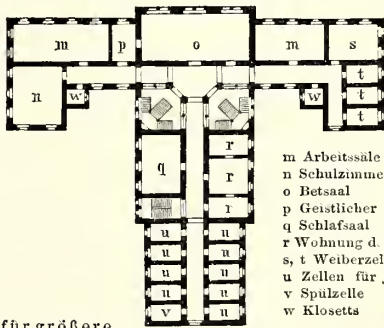 m p o m s
n w w t
t
t
q r
r
r
u u
u u
u u
u u
v u
m Arbeitssäle
n Schulzimme
o Betsaal
p Geistlicher
q Schlafsaal
r Wohnung d.
s, t Weiberzel
u Zellen für
v Spülzelle
w Klosetts
für größere